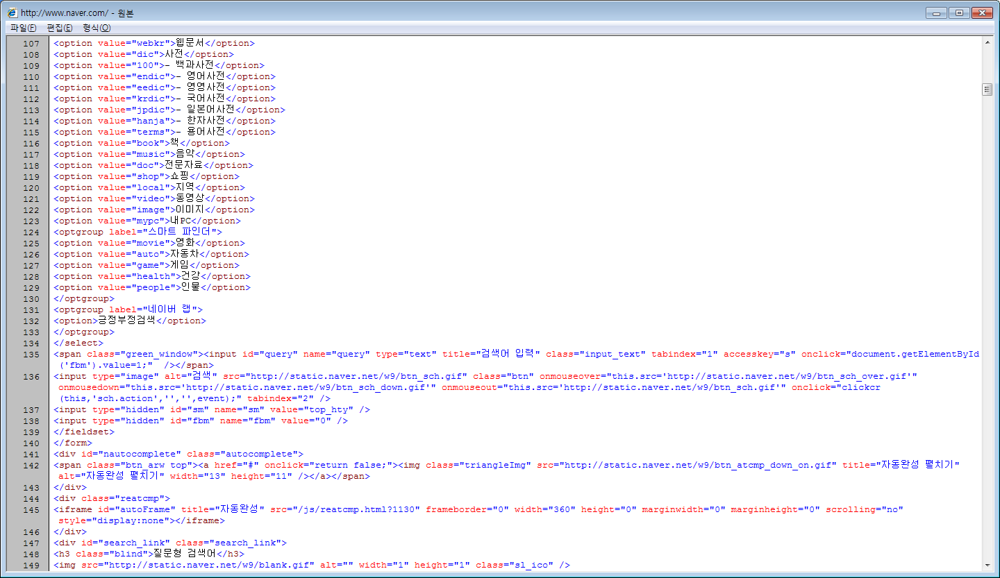 http://www.naver.com/ - 원본
파일(F) 편집(E) 형식(O)
107 <option value="webkr">웹문서</option>
108 <option value="dic">사전</option>
109 <option value="100">- 백과사전</option>
110 <option value="endic">- 영어사전</option>
111 <option value="eedic">- 영영사전</option>
112 <option value="krdic">- 국어사전</option>
113 <option value="jpdic">- 일본어사전</option>
114 <option value="hanja">- 한자사전</option>
115 <option value="terms">- 용어사전</option>
116 <option value="book">책</option>
117 <option value="music">음악</option>
118 <option value="doc">전문자료</option>
119 <option value="shop">쇼핑</option>
120 <option value="local">지역</option>
121 <option value="video">동영상</option>
122 <option value="image">이미지</option>
123 <option value="mypc">내PC</option>
124 <optgroup label="스마트 파인더">
125 <option value="movie">영화</option>
126 <option value="auto">자동차</option>
127 <option value="game">게임</option>
128 <option value="health">건강</option>
129 <option value="people">인물</option>
130 </optgroup>
131 <optgroup label="네이버 랩">
132 <option>긍정부정검색</option>
133 </optgroup>
134 </select>
135 <span class="green_window"><input id="query" name="query" type="text" title="검색어 입력" class="input_text" tabindex="1" accesskey="s" onclick="document.getElementById
('fbm').value=1;"  /></span>
136 <input type="image" alt="검색" src="http://static.naver.net/w9/btn_sch.gif" class="btn" onmouseover="this.src='http://static.naver.net/w9/btn_sch_over.gif'"
onmousedown="this.src='http://static.naver.net/w9/btn_sch_down.gif'" onmouseout="this.src='http://static.naver.net/w9/btn_sch.gif'" onclick="clickcr
(this,'sch.action','','',event);" tabindex="2" />
137 <input type="hidden" id="sm" name="sm" value="top_hty" />
138 <input type="hidden" id="fbm" name="fbm" value="0" />
139 </fieldset>
140 </form>
141 <div id="nautocomplete" class="autocomplete">
142 <span class="btn_arw top"><a href="#" onclick="return false;"><img class="triangleImg" src="http://static.naver.net/w9/btn_atcmp_down_on.gif" title="자동완성 펼치기"
alt="자동완성 펼치기" width="13" height="11" /></a></span>
143 </div>
144 <div class="reatcmp">
145 <iframe id="autoFrame" title="자동완성" src="/js/reatcmp.html?1130" frameborder="0" width="360" height="0" marginwidth="0" marginheight="0" scrolling="no"
style="display:none"></iframe>
146 </div>
147 <div id="search_link" class="search_link">
148 <h3 class="blind">질문형 검색어</h3>
149 <img src="http://static.naver.net/w9/blank.gif" alt="" width="1" height="1" class="sl_ico" />